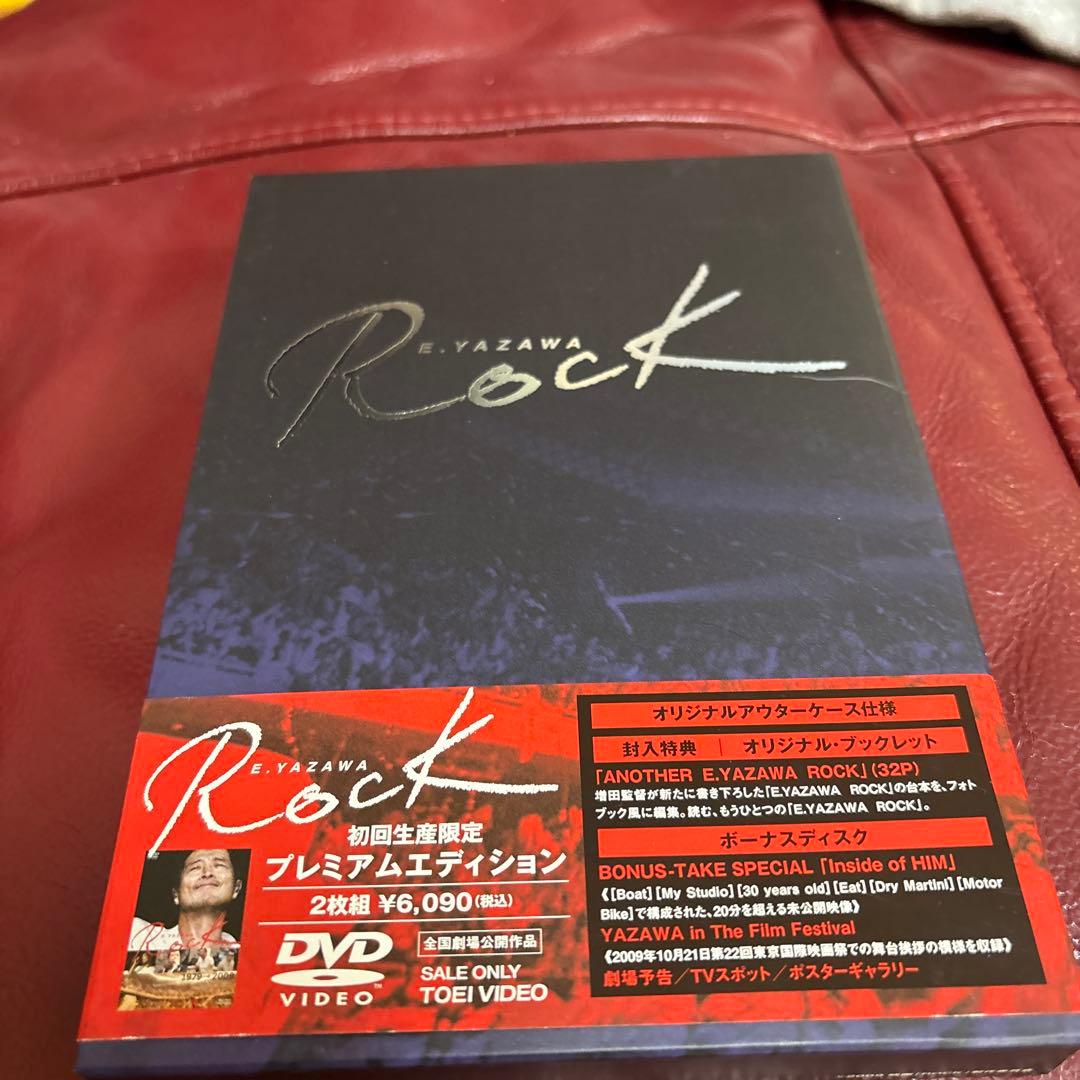 E.YAZAWA
Rock
Rock
E.YAZAWA
初回生産限定
プレミアムエディション
2枚組 ¥6,090(税込)
DVD
VIDEO
全国劇場公開作品
SALE ONLY
TOEI VIDEO
Rock
オリジナルアウターケース仕様
封入特典 | オリジナル・ブックレット
「ANOTHER E.YAZAWA ROCK」(32P)
増田監督が新たに書き下ろした「E.YAZAWA ROCK」の台本を、フォト
ブック風に編集。読む、もうひとつの「E.YAZAWA ROCK」。
ボーナスディスク
BONUS-TAKE SPECIAL 「Inside of HIM」
《[Boat][My Studio][30 years old][Eat][Dry Martini][Motor
Bike]で構成された、20分を超える未公開映像》
YAZAWA in The Film Festival
《2009年10月21日第22回東京国際映画祭での舞台挨拶の模様を収録》
劇場予告/TVスポット/ポスターギャラリー